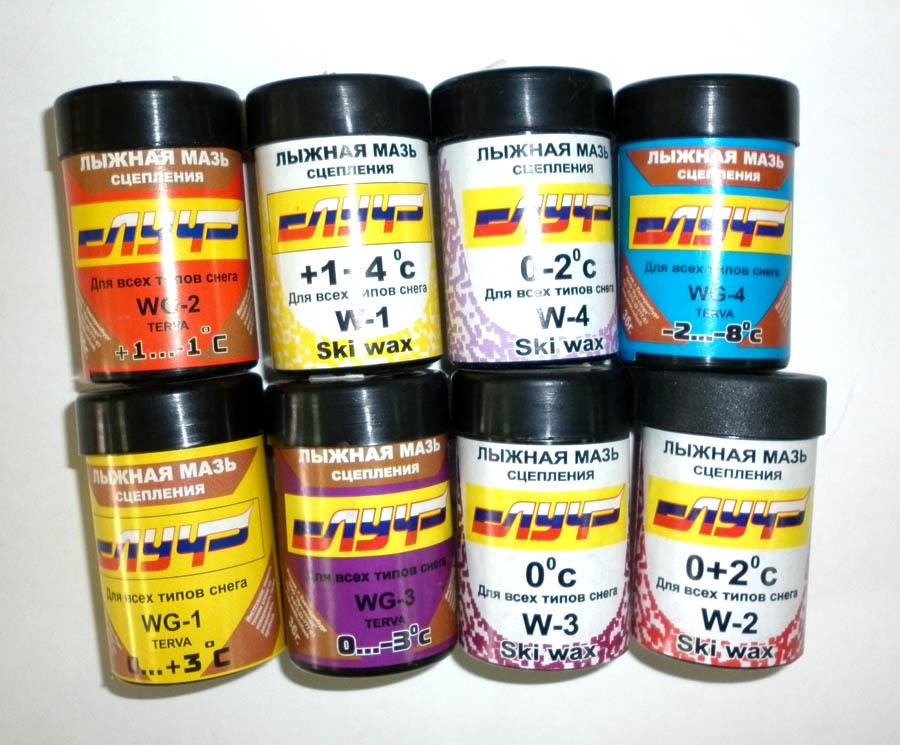 ЛЫЖНАЯ МАЗЬ
СЦЕПЛЕНИЯ
ЛУЧ
Для всех типов снега
WG-2
TERVA
+1...-1°C
ЛЫЖНАЯ МАЗЬ
СЦЕПЛЕНИЯ
ЛУЧ
+1-4°C
Для всех типов снега
W-1
Ski wax
ЛЫЖНАЯ МАЗЬ
СЦЕПЛЕНИЯ
ЛУЧ
0-2°C
Для всех типов снега
W-4
Ski wax
ЛЫЖНАЯ МАЗЬ
СЦЕПЛЕНИЯ
ЛУЧ
Для всех типов снега
WG-4
TERVA
-2...-8°C
ЛЫЖНАЯ МАЗЬ
СЦЕПЛЕНИЯ
ЛУЧ
Для всех типов снега
WG-1
TERVA
0...+3°C
ЛЫЖНАЯ МАЗЬ
СЦЕПЛЕНИЯ
ЛУЧ
Для всех типов снега
WG-3
TERVA
0...-3°C
ЛЫЖНАЯ МАЗЬ
СЦЕПЛЕНИЯ
ЛУЧ
0°C
Для всех типов снега
W-3
Ski wax
ЛЫЖНАЯ МАЗЬ
СЦЕПЛЕНИЯ
ЛУЧ
0+2°C
Для всех типов снега
W-2
Ski wax